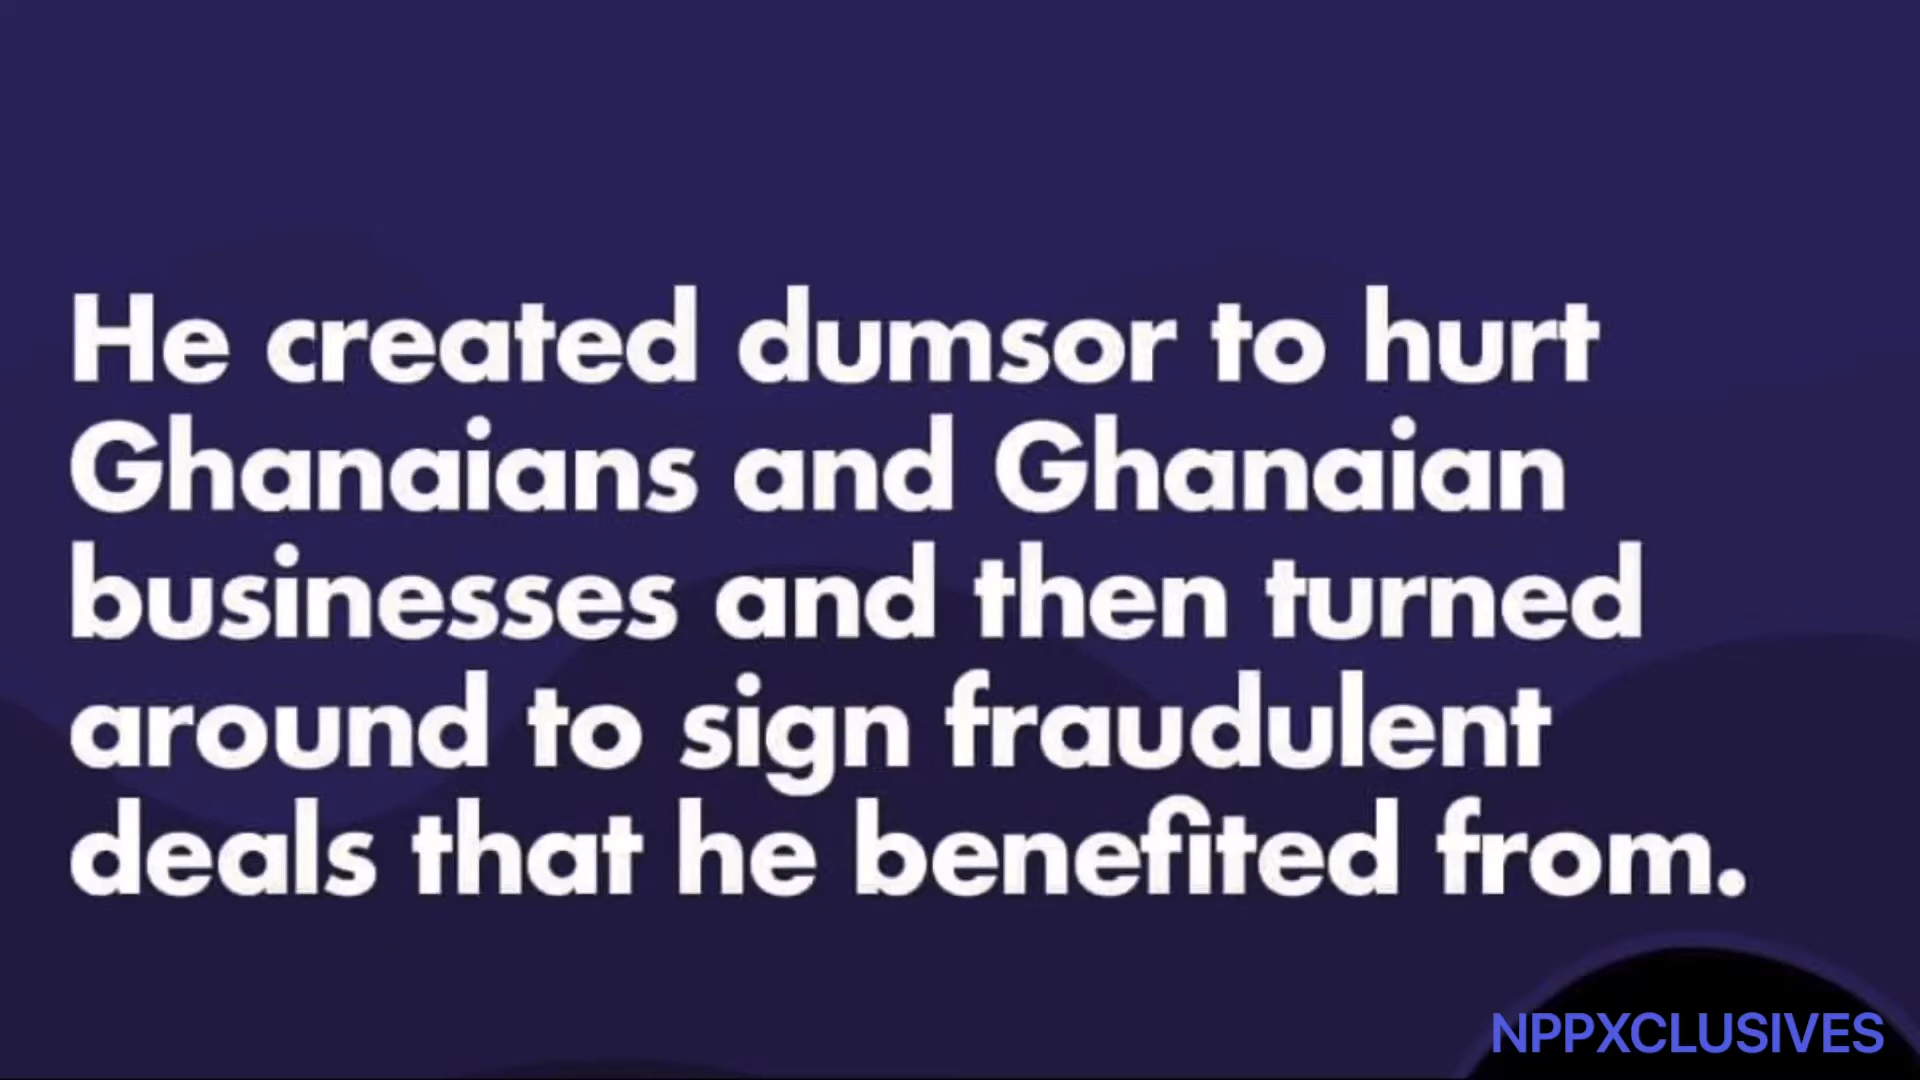 He created dumsor to hurt
Ghanaians and Ghanaian
businesses and then turned
around to sign fraudulent
deals that he benefited from.
NPPXCLUSIVES